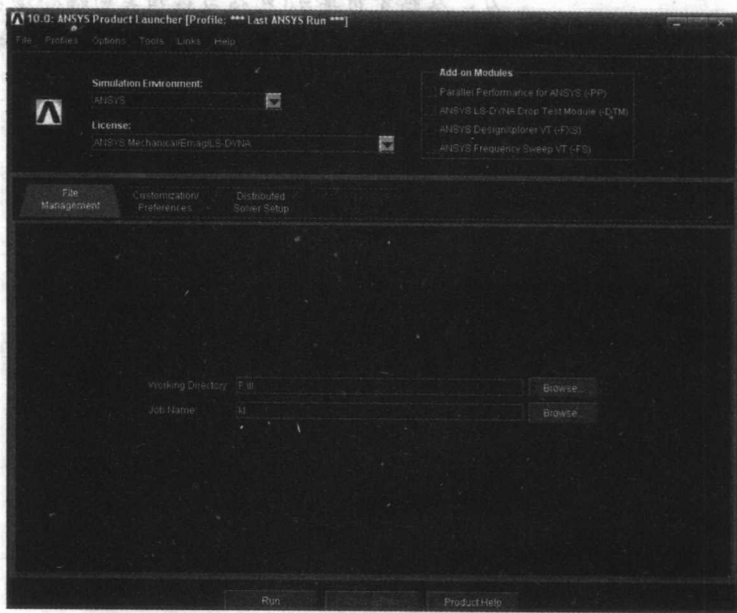 10.0: ANSYS Product Launcher [Profile: *** Last ANSYS Run ***]
File Profiles Options Tools Links Help
Simulation Environment:
ANSYS
License:
ANSYS Mechanical/Emag/LS-DYNA
Add-on Modules
Parallel Performance for ANSYS (-PP)
ANSYS LS-DYNA Drop Test Module (-DTM)
ANSYS DesignXplorer VT (-FXS)
ANSYS Frequency Sweep VT (-FS)
File Management
Customization/ Preferences
Distributed Solver Setup
Working Directory:
Browse...
Job Name:
Browse...
Run
Product Help